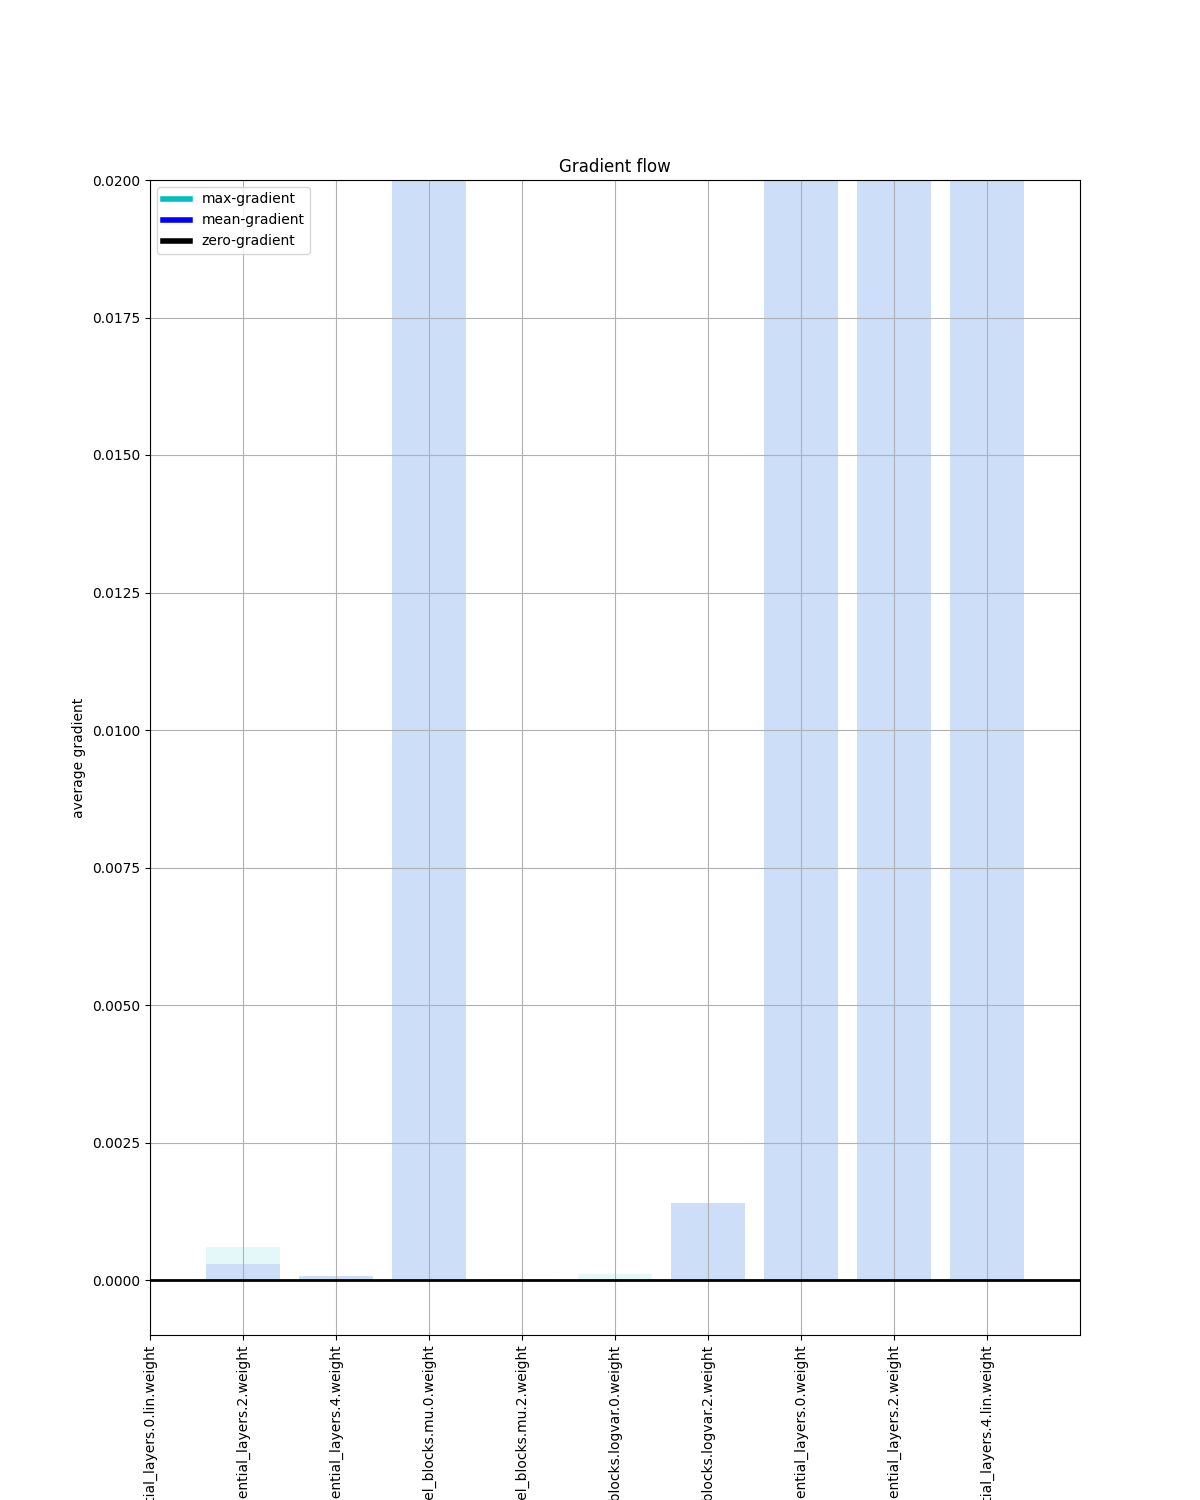 Gradient flow
max-gradient
mean-gradient
zero-gradient
0.0200
0.0175
0.0150
0.0125
0.0100
0.0075
0.0050
0.0025
0.0000
average gradient
tial_layers.0.lin.weight
ential_layers.2.weight
ential_layers.4.weight
el_blocks.mu.0.weight
el_blocks.mu.2.weight
blocks.logvar.0.weight
blocks.logvar.2.weight
ential_layers.0.weight
ential_layers.2.weight
tial_layers.4.lin.weight